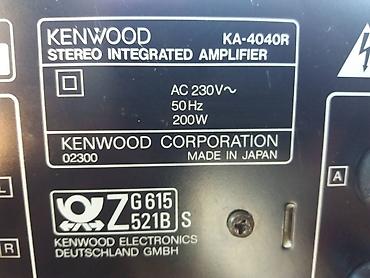 KENWOOD KA-4040R
STEREO INTEGRATED AMPLIFIER
AC 230V~
50Hz
200W
KENWOOD CORPORATION
02300 MADE IN JAPAN
L
A
Z G 615
521B S
R
KENWOOD ELECTRONICS
DEUTSCHLAND GMBH